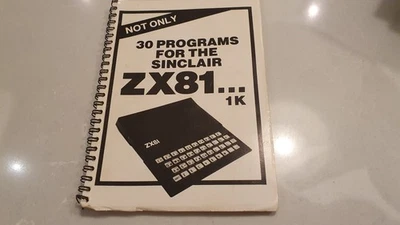 NOT ONLY
30 PROGRAMS
FOR THE
SINCLAIR
ZX81...
1K
ZX81